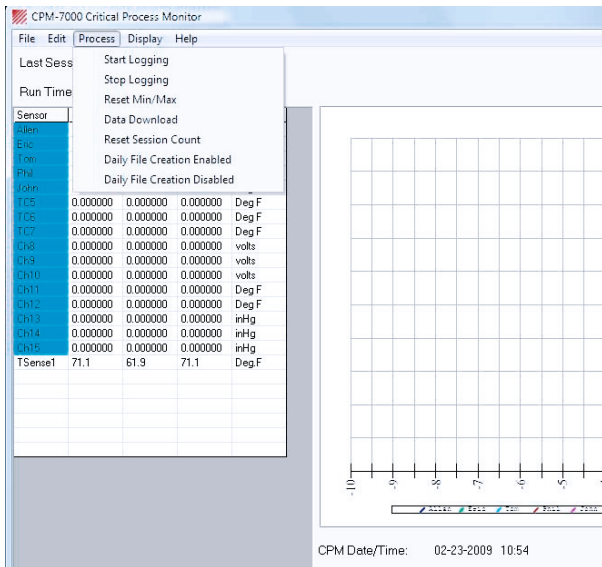 CPM-7000 Critical Process Monitor
File Edit Process Display Help
Last Sess
Run Time
Start Logging
Stop Logging
Reset Min/Max
Data Download
Reset Session Count
Daily File Creation Enabled
Daily File Creation Disabled
Sensor
Allen
Eric
Tom
Phil
John
TC5 0.000000 0.000000 0.000000 Deg F
TC6 0.000000 0.000000 0.000000 Deg F
TC7 0.000000 0.000000 0.000000 Deg F
Ch8 0.000000 0.000000 0.000000 volts
Ch9 0.000000 0.000000 0.000000 volts
Ch10 0.000000 0.000000 0.000000 volts
Ch11 0.000000 0.000000 0.000000 Deg F
Ch12 0.000000 0.000000 0.000000 Deg F
Ch13 0.000000 0.000000 0.000000 inHg
Ch14 0.000000 0.000000 0.000000 inHg
Ch15 0.000000 0.000000 0.000000 inHg
TSense1 71.1 61.9 71.1 Deg.F
-10 -9 -8 -7 -6 -5
Allen Eric Tom Phil John
CPM Date/Time: 02-23-2009 10:54